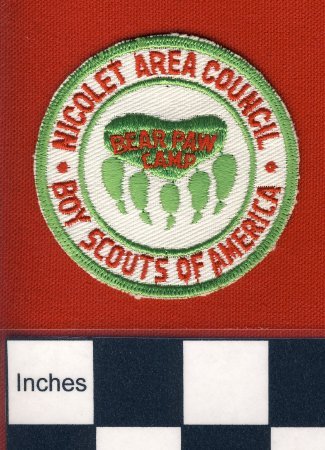 NICOLET AREA COUNCIL
BEAR PAW
CAMP
• BOY SCOUTS OF AMERICA •
Inches